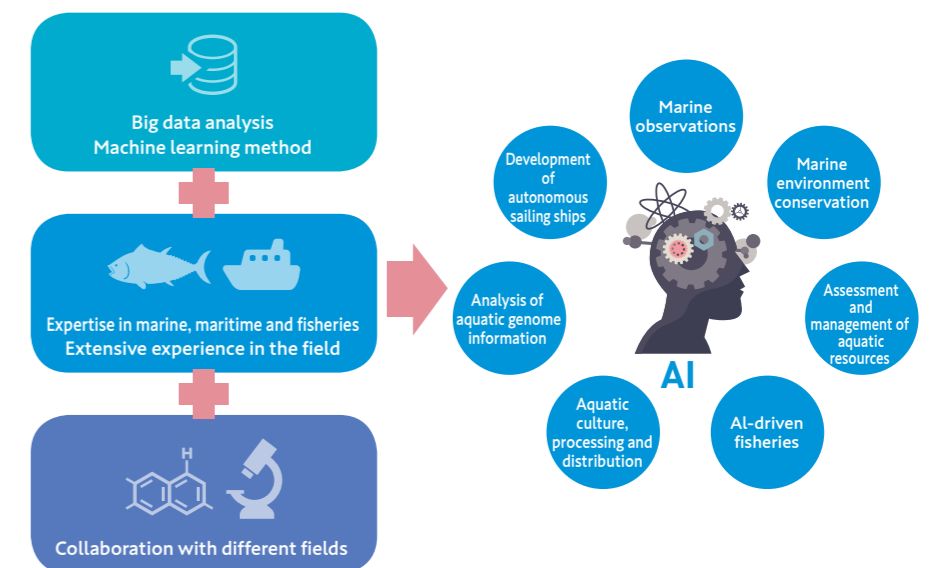 Big data analysis
Machine learning method
Expertise in marine, maritime and fisheries
Extensive experience in the field
H
Collaboration with different fields
Marine
observations
Marine
environment
conservation
Assessment
and
management of
aquatic
resources
AI-driven
fisheries
Aquatic
culture,
processing and
distribution
Analysis of
aquatic genome
information
Development
of
autonomous
sailing ships
AI